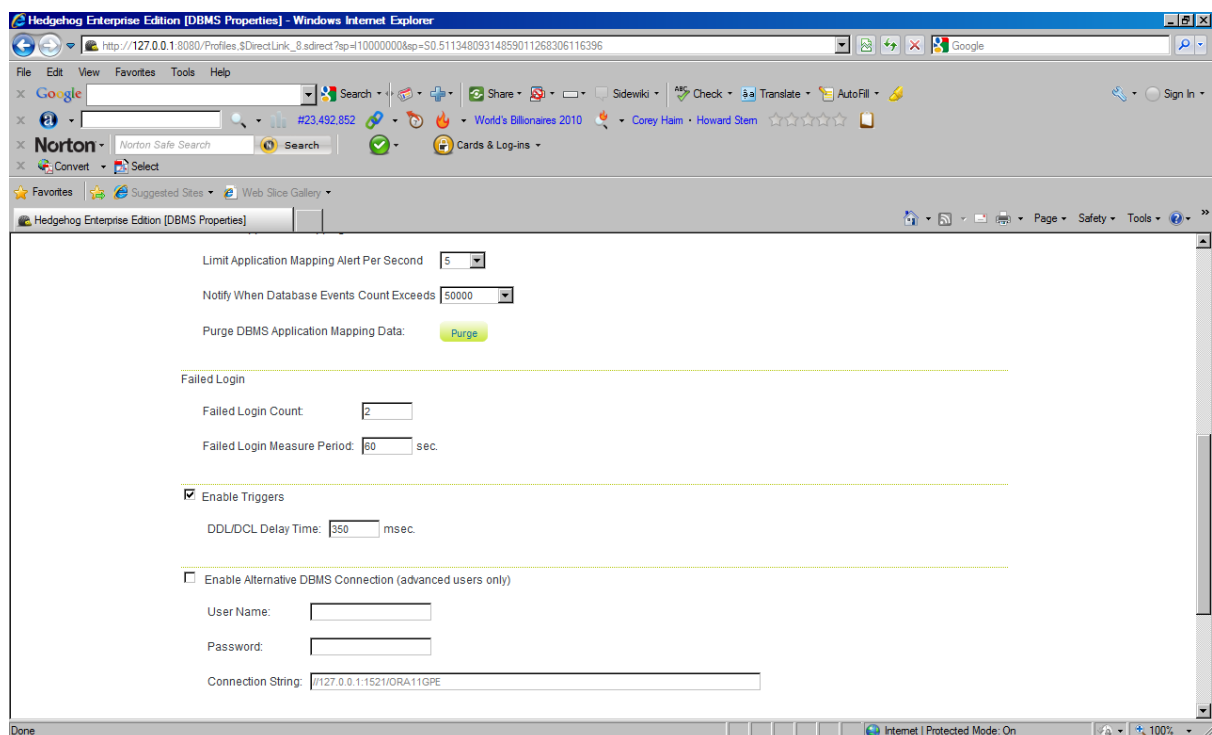 Hedgehog Enterprise Edition [DBMS Properties] - Windows Internet Explorer
http://127.0.0.1:8080/Profiles,$DirectLink_8.sdirect?sp=l10000000&sp=S0.51134809314859011268306116396
Google
File Edit View Favorites Tools Help
x Google Search Share Sidewiki ABC Check Translate AutoFill Sign In
x a #23,492,852 World's Billionaires 2010 Corey Haim · Howard Stern
x Norton Norton Safe Search Search Cards & Log-ins
x Convert Select
Favorites Suggested Sites Web Slice Gallery
Hedgehog Enterprise Edition [DBMS Properties] Page Safety Tools
Limit Application Mapping Alert Per Second 5
Notify When Database Events Count Exceeds 50000
Purge DBMS Application Mapping Data: Purge
Failed Login
Failed Login Count: 2
Failed Login Measure Period: 60 sec.
Enable Triggers
DDL/DCL Delay Time: 350 msec.
Enable Alternative DBMS Connection (advanced users only)
User Name:
Password:
Connection String: //127.0.0.1:1521/ORA11GPE
Done Internet | Protected Mode: On 100%